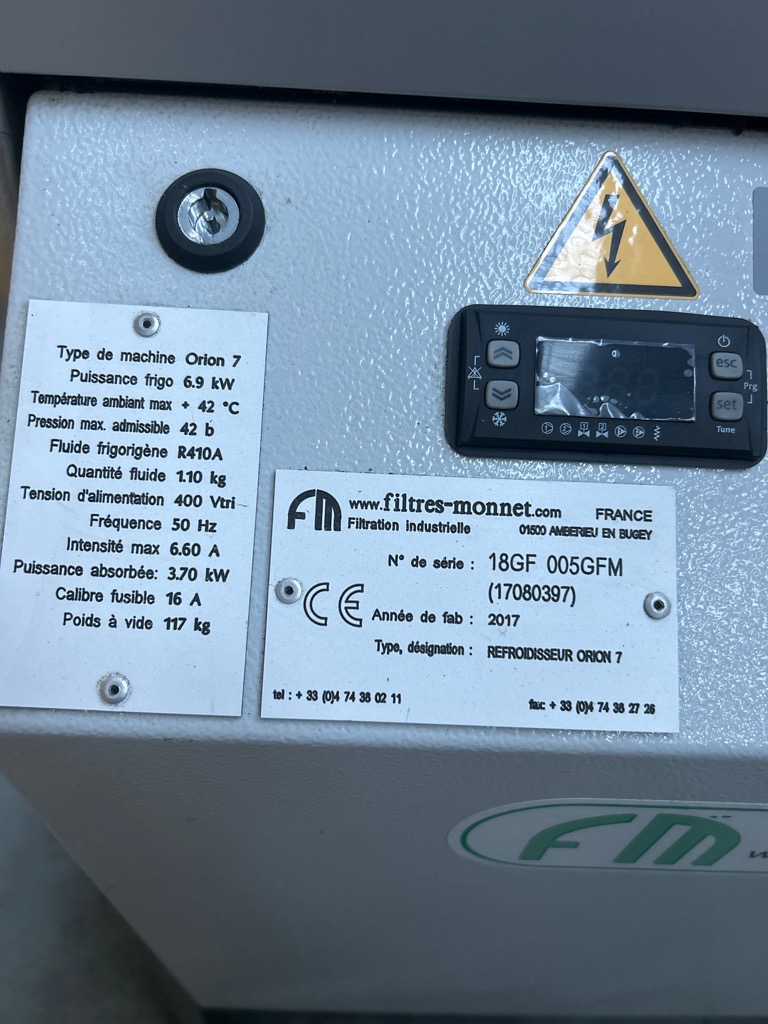 Type de machine Orion 7
Puissance frigo 6.9 kW
Température ambiant max + 42 °C
Pression max. admissible 42 b
Fluide frigorigène R410A
Quantité fluide 1.10 kg
Tension d'alimentation 400 Vtri
Fréquence 50 Hz
Intensité max 6.60 A
Puissance absorbée: 3.70 kW
Calibre fusible 16 A
Poids à vide 117 kg
esc
Prg
set
Tune
FM www.filtres-monnet.com FRANCE
Filtration industrielle 01500 AMBERIEU EN BUGEY
N° de série : 18GF 005GFM
(17080397)
CE Année de fab : 2017
Type, désignation : REFROIDISSEUR ORION 7
tel : + 33 (0)4 74 38 02 11 fax: + 33 (0)4 74 38 27 26
FM